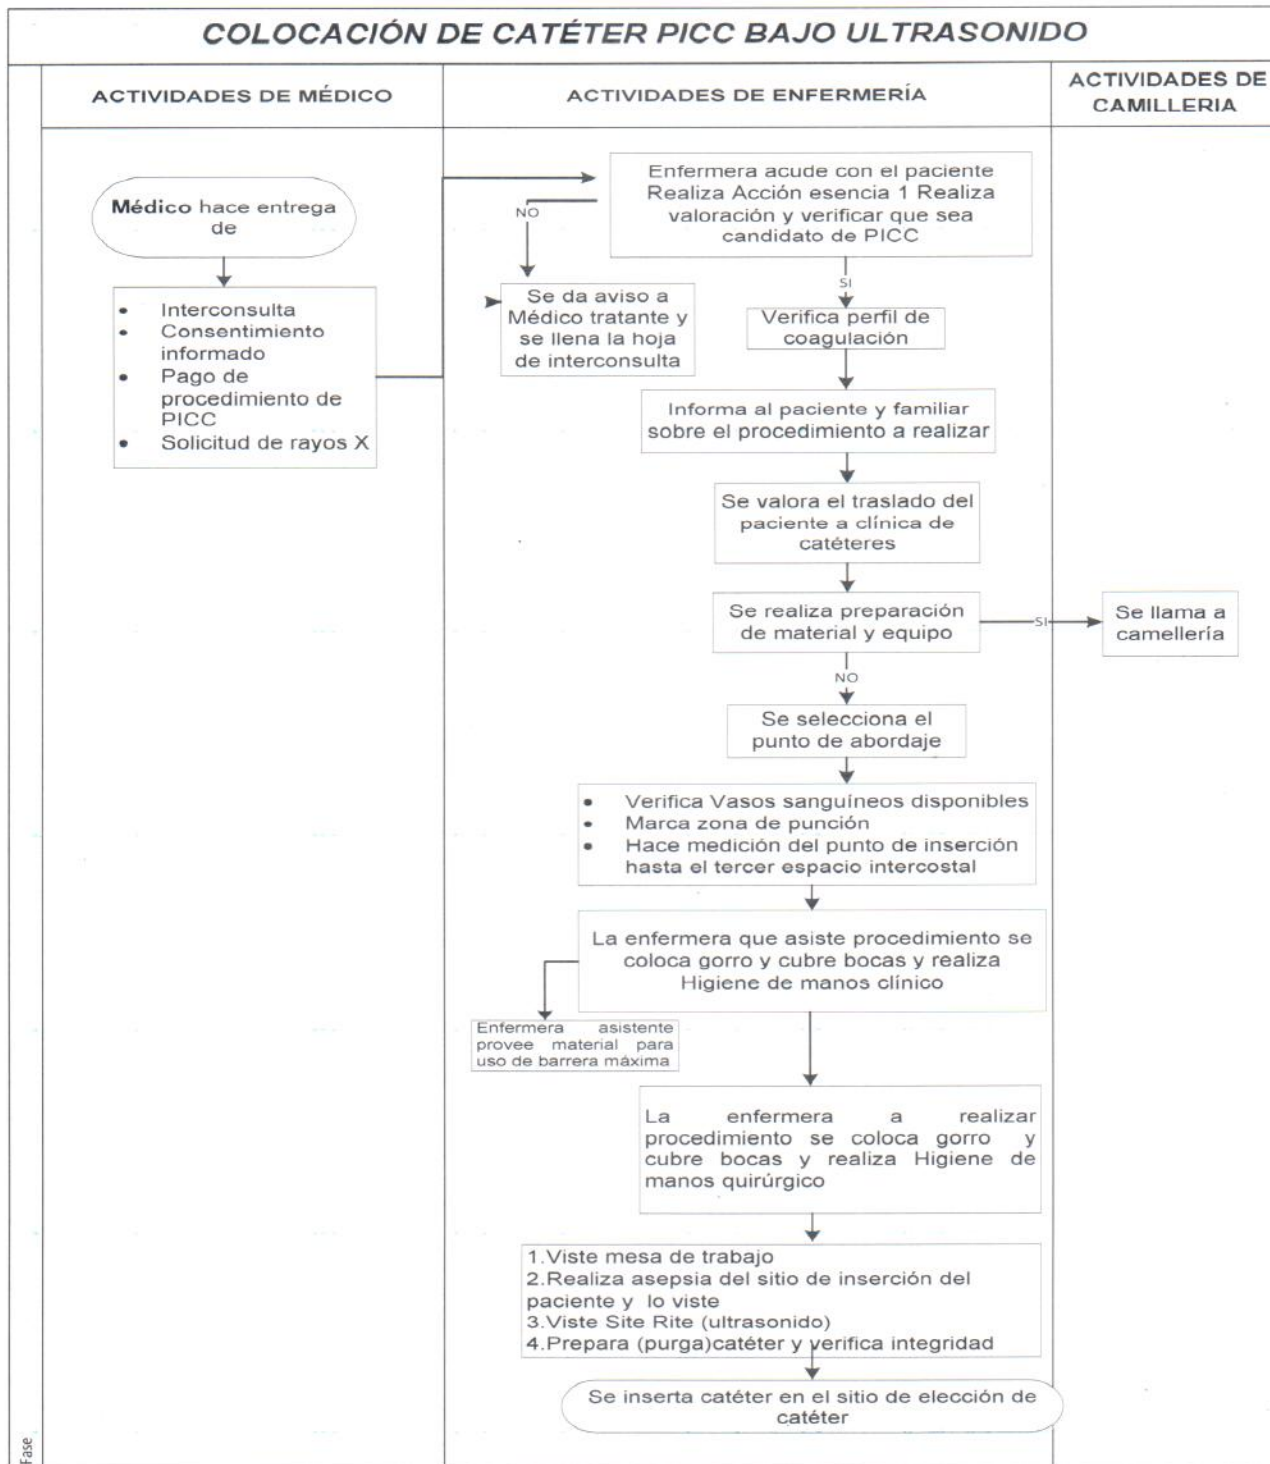 COLOCACIÓN DE CATÉTER PICC BAJO ULTRASONIDO
ACTIVIDADES DE MÉDICO
ACTIVIDADES DE ENFERMERÍA
ACTIVIDADES DE
CAMILLERIA
Médico hace entrega
de
• Interconsulta
• Consentimiento
informado
• Pago de
procedimiento de
PICC
• Solicitud de rayos X
Enfermera acude con el paciente
Realiza Acción esencia 1 Realiza
valoración y verificar que sea
candidato de PICC
NO
Se da aviso a
Médico tratante y
se llena la hoja
de interconsulta
SI
Verifica perfil de
coagulación
Informa al paciente y familiar
sobre el procedimiento a realizar
Se valora el traslado del
paciente a clínica de
catéteres
Se realiza preparación
de material y equipo
SI
Se llama a
camellería
NO
Se selecciona el
punto de abordaje
• Verifica Vasos sanguíneos disponibles
• Marca zona de punción
• Hace medición del punto de inserción
hasta el tercer espacio intercostal
La enfermera que asiste procedimiento se
coloca gorro y cubre bocas y realiza
Higiene de manos clínico
Enfermera asistente
provee material para
uso de barrera máxima
La enfermera a realizar
procedimiento se coloca gorro y
cubre bocas y realiza Higiene de
manos quirúrgico
1.Viste mesa de trabajo
2.Realiza asepsia del sitio de inserción del
paciente y lo viste
3.Viste Site Rite (ultrasonido)
4.Prepara (purga)catéter y verifica integridad
Se inserta catéter en el sitio de elección de
catéter
Fase